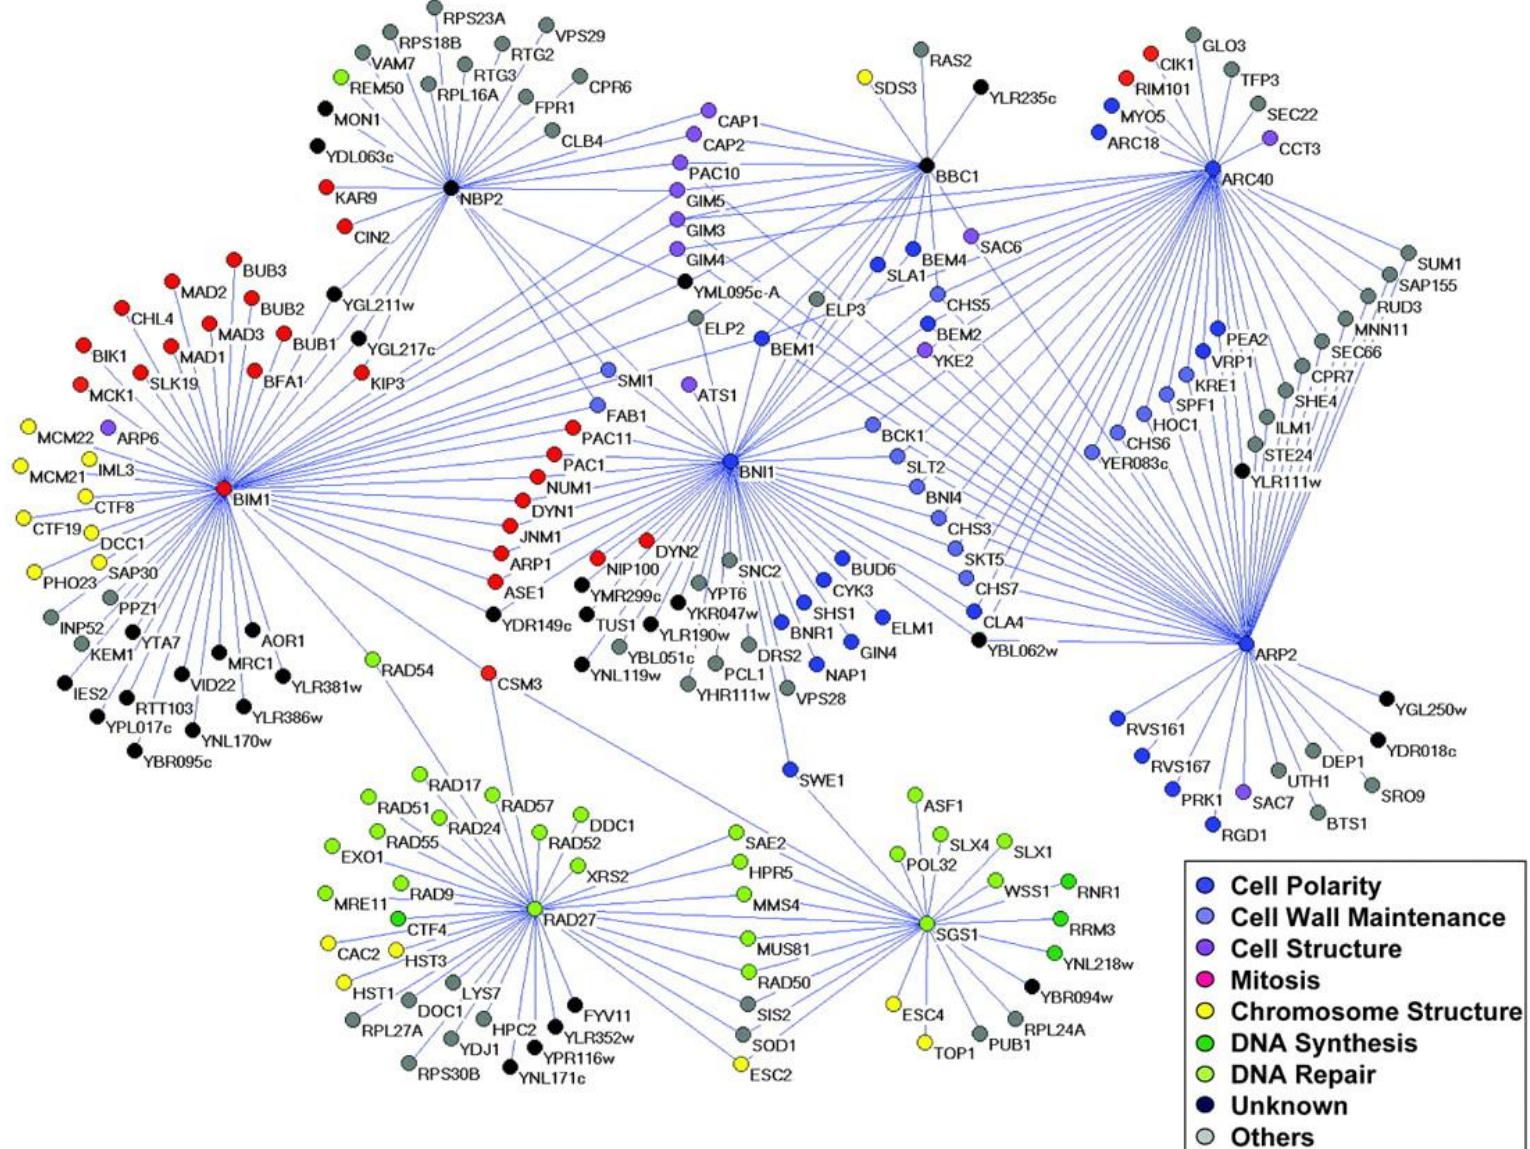 RPS23A
RPS18B
VPS29
RTG2
VAM7
RTG3
REM50
RPL16A
CPR6
FPR1
MON1
CLB4
YDL063c
KAR9
NBP2
CIN2
CAP1
CAP2
PAC10
GIM5
GIM3
GIM4
YML095c-A
RAS2
SDS3
YLR235c
BBC1
GLO3
CIK1
TFP3
RIM101
MYO5
SEC22
ARC18
CCT3
ARC40
SAC6
BEM4
SLA1
CHS5
ELP3
BEM2
ELP2
BEM1
YKE2
SUM1
SAP155
RUD3
MNN11
SEC66
CPR7
SHE4
ILM1
STE24
YLR111w
PEA2
VRP1
KRE1
SPF1
HOC1
CHS6
YER083c
BUB3
MAD2
BUB2
YGL211w
CHL4
MAD3
BUB1
YGL217c
BIK1
MAD1
SLK19
BFA1
KIP3
MCK1
MCM22
ARP6
IML3
MCM21
CTF8
BIM1
CTF19
DCC1
SAP30
PHO23
PPZ1
INP52
YTA7
AOR1
KEM1
MRC1
YLR381w
IES2
VID22
RTT103
YLR386w
YPL017c
YNL170w
YBR095c
SMI1
FAB1
ATS1
PAC11
PAC1
NUM1
DYN1
JNM1
ARP1
ASE1
YDR149c
BNI1
BCK1
SLT2
BNI4
CHS3
SKT5
CHS7
CLA4
YBL062w
DYN2
NIP100
SNC2
BUD6
YMR299c
YPT6
CYK3
YKR047w
SHS1
TUS1
YLR190w
BNR1
ELM1
YBL051c
DRS2
GIN4
YNL119w
PCL1
NAP1
YHR111w
VPS28
ARP2
YGL250w
RVS161
YDR018c
DEP1
RVS167
UTH1
PRK1
SAC7
SRO9
BTS1
RGD1
RAD54
CSM3
SWE1
RAD17
RAD51
RAD57
RAD24
DDC1
RAD55
RAD52
EXO1
XRS2
RAD9
MRE11
RAD27
CTF4
CAC2
HST3
HST1
LYS7
DOC1
RPL27A
HPC2
FYV11
YDJ1
YLR352w
YPR116w
RPS30B
YNL171c
SAE2
HPR5
MMS4
MUS81
RAD50
SIS2
SOD1
ESC2
ASF1
SLX4
SLX1
POL32
WSS1
RNR1
RRM3
SGS1
YNL218w
YBR094w
ESC4
RPL24A
PUB1
TOP1
Cell Polarity
Cell Wall Maintenance
Cell Structure
Mitosis
Chromosome Structure
DNA Synthesis
DNA Repair
Unknown
Others